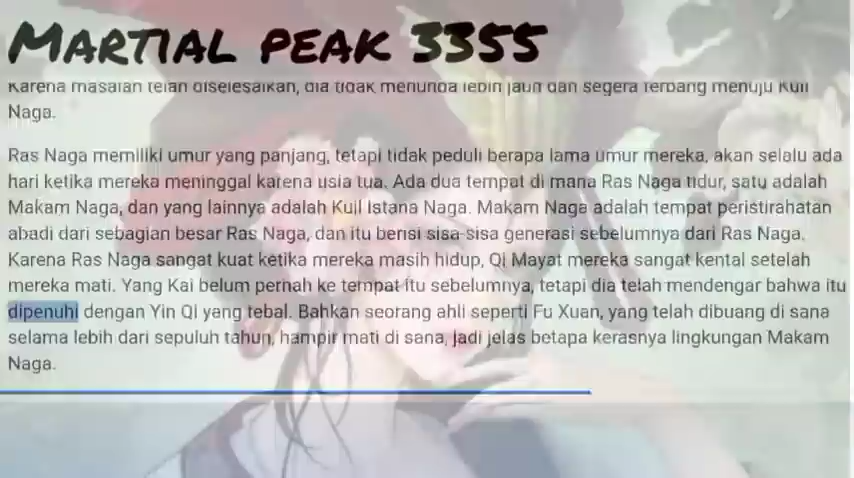 MARTIAL PEAK 3355
Karena masalah telah diselesaikan, dia tidak menunda lebih jauh dan segera terbang menuju Kuil
Naga.
Ras Naga memiliki umur yang panjang, tetapi tidak peduli berapa lama umur mereka, akan selalu ada
hari ketika mereka meninggal karena usia tua. Ada dua tempat di mana Ras Naga tidur, satu adalah
Makam Naga, dan yang lainnya adalah Kuil Istana Naga. Makam Naga adalah tempat peristirahatan
abadi dari sebagian besar Ras Naga, dan itu berisi sisa-sisa generasi sebelumnya dari Ras Naga.
Karena Ras Naga sangat kuat ketika mereka masih hidup, Qi Mayat mereka sangat kental setelah
mereka mati. Yang Kai belum pernah ke tempat itu sebelumnya, tetapi dia telah mendengar bahwa itu
dipenuhi dengan Yin Qi yang tebal. Bahkan seorang ahli seperti Fu Xuan, yang telah dibuang di sana
selama lebih dari sepuluh tahun, hampir mati di sana, jadi jelas betapa kerasnya lingkungan Makam
Naga.